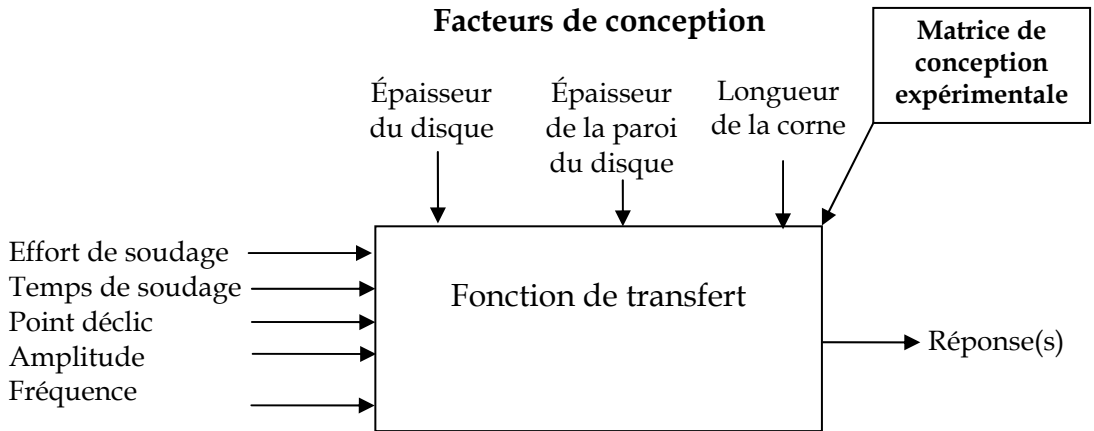 Facteurs de conception
Matrice de
conception
expérimentale
Épaisseur
du disque
Épaisseur
de la paroi
du disque
Longueur
de la corne
Effort de soudage
Temps de soudage
Point déclic
Amplitude
Fréquence
Fonction de transfert
Réponse(s)